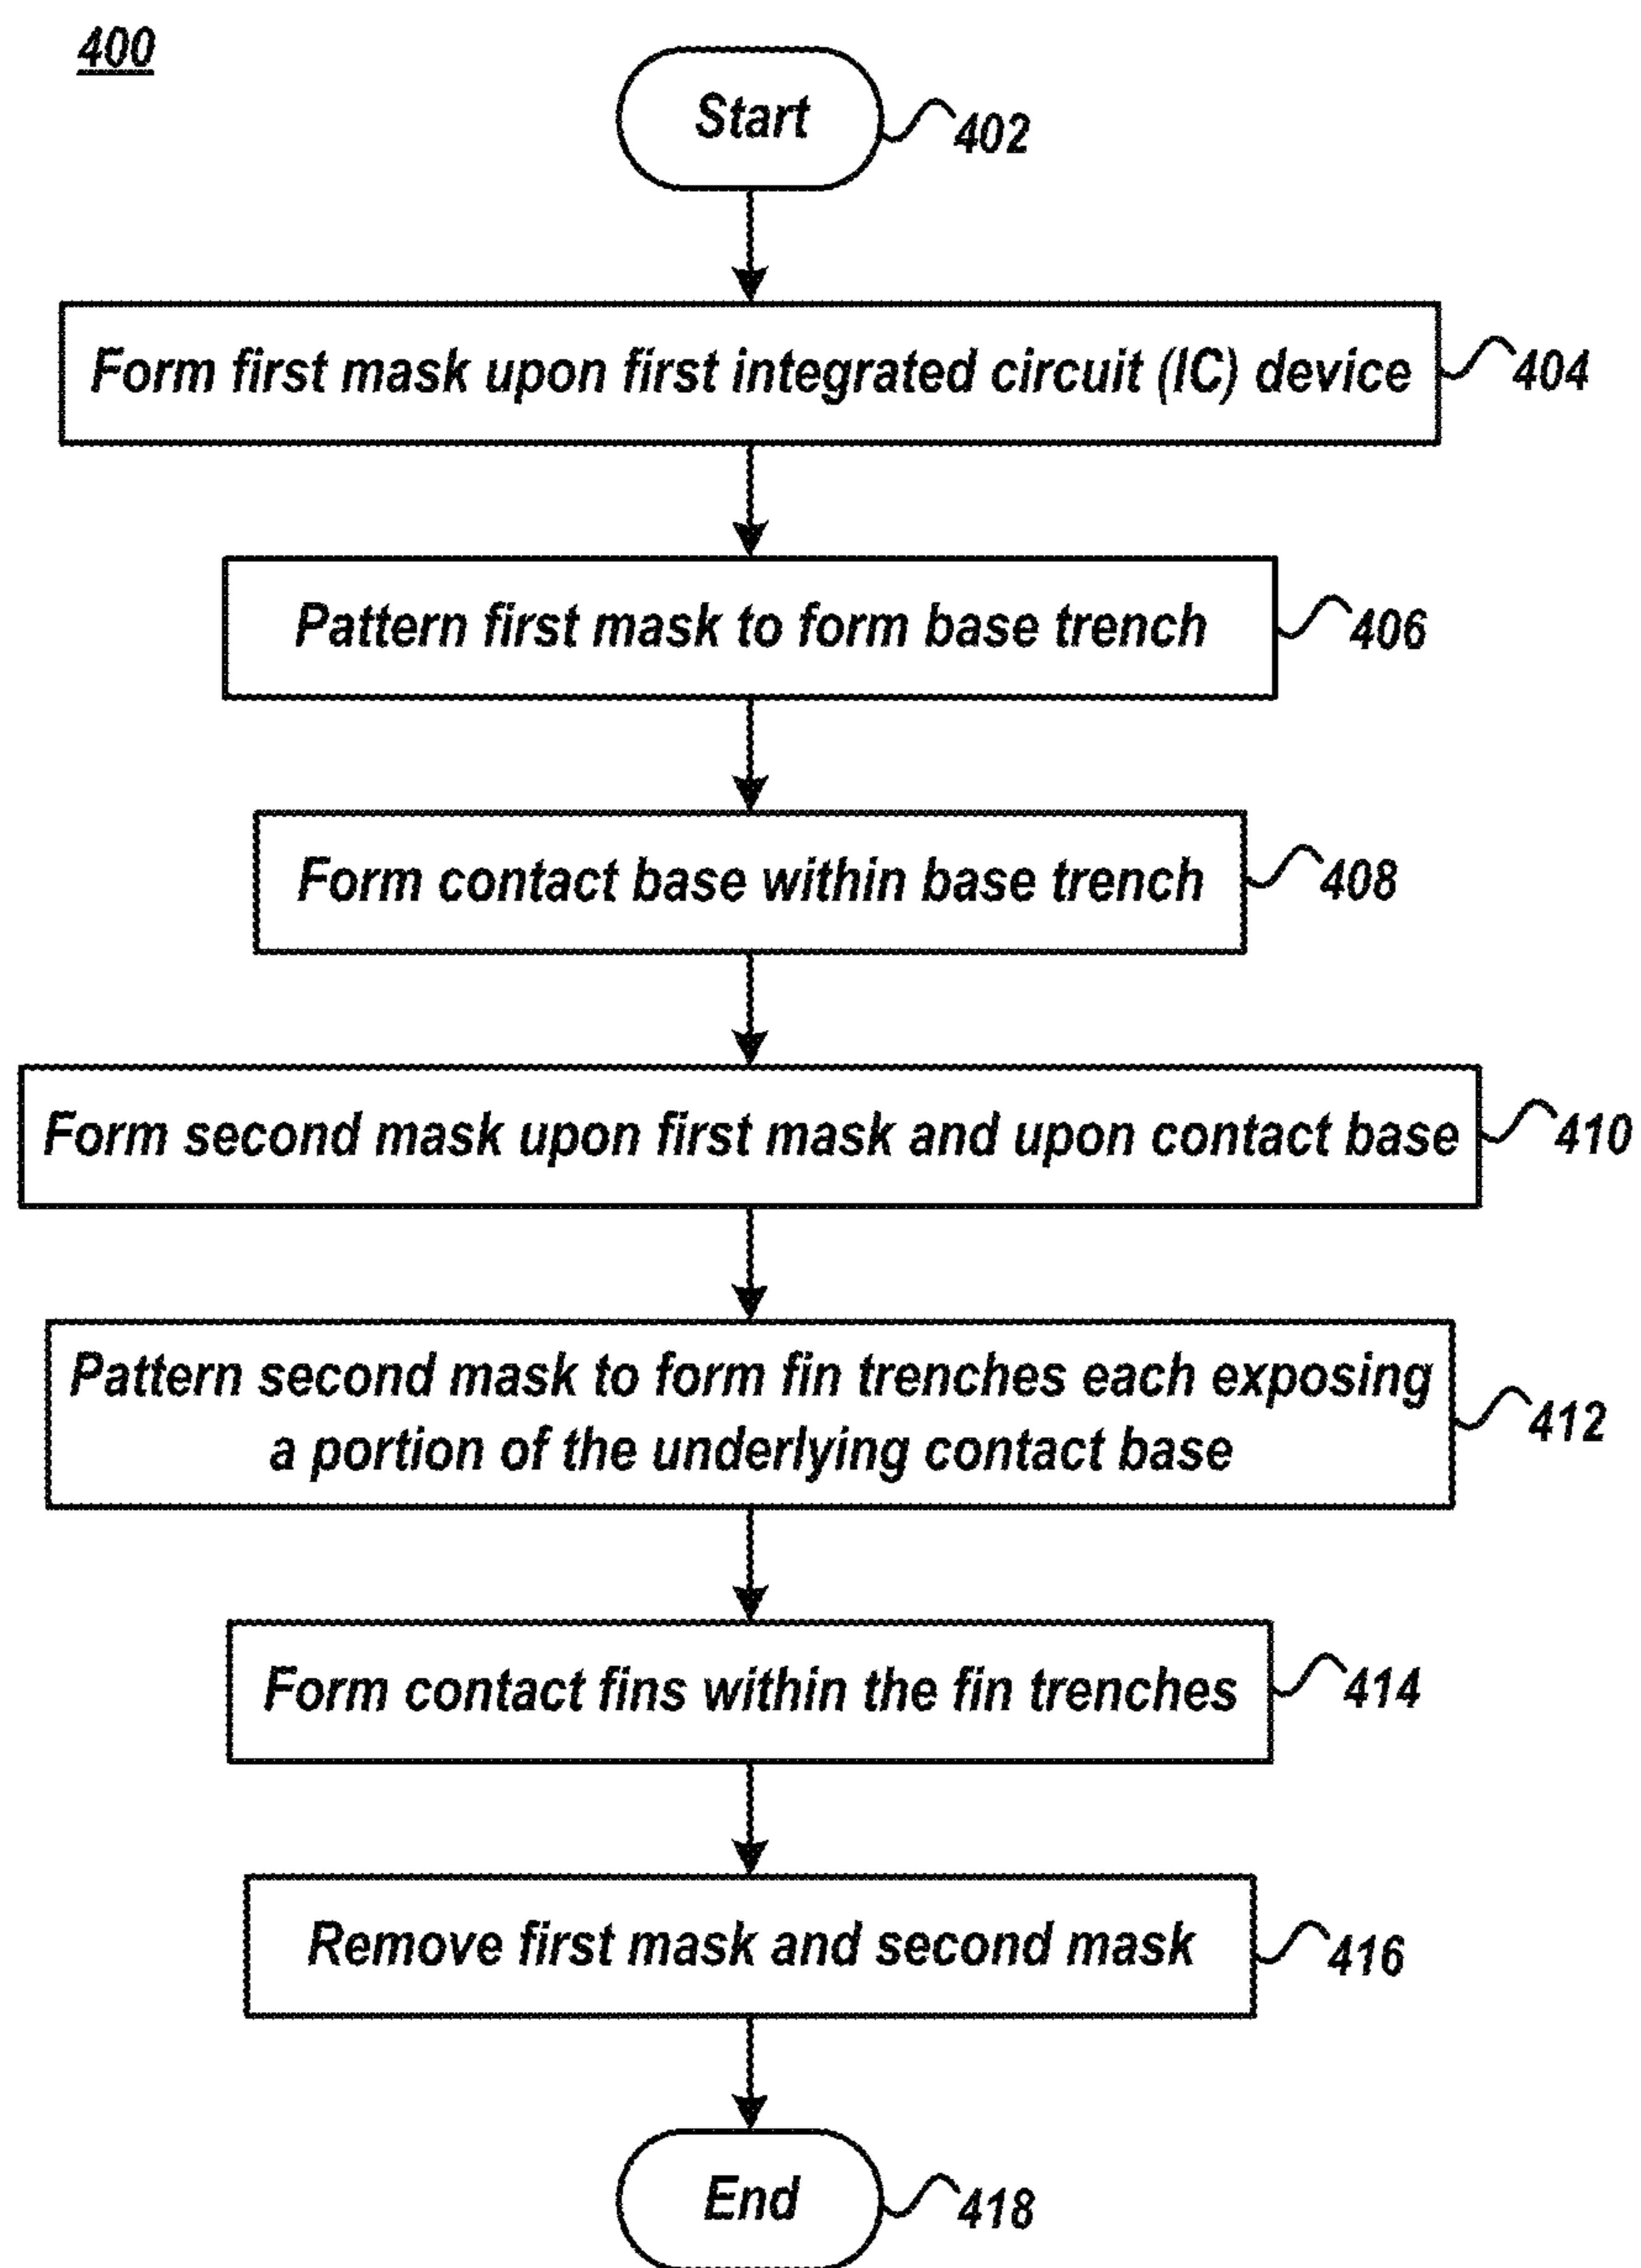 400
Start
402
Form first mask upon first integrated circuit (IC) device
404
Pattern first mask to form base trench
406
Form contact base within base trench
408
Form second mask upon first mask and upon contact base
410
Pattern second mask to form fin trenches each exposing
a portion of the underlying contact base
412
Form contact fins within the fin trenches
414
Remove first mask and second mask
416
End
418